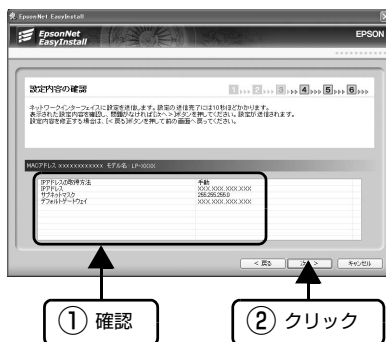 EpsonNet EasyInstall
EpsonNet
EasyInstall
EPSON
設定内容の確認
1 >>> 2 >>> 3 >>> 4 >>> 5 >>> 6 >>>
ネットワークインターフェイスに設定を送信します。設定の送信完了には10秒ほどかかります。
表示された設定内容を確認し、問題がなければ[次へ>]ボタンを押してください。設定が送信されます。
設定内容を修正する場合は、[<戻る]ボタンを押して前の画面へ戻ってください。
MACアドレス xxxxxxxxxxxx モデル名 LP-XXXX
IPアドレスの取得方法 手動
IPアドレス XXX.XXX.XXX.XXX
サブネットマスク 255.255.255.0
デフォルトゲートウェイ XXX.XXX.XXX.XXX
< 戻る 次へ > キャンセル
① 確認
② クリック